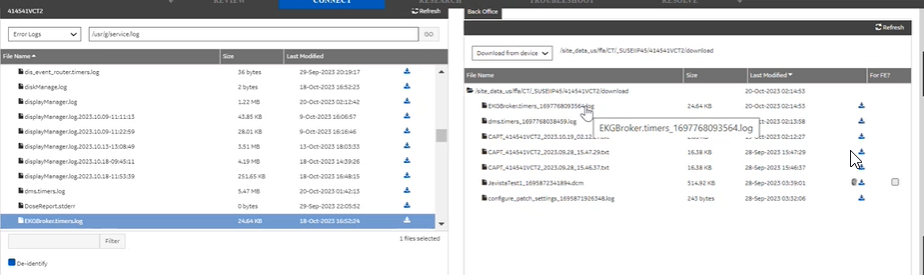 REVIEW
CONNECT
RESEARCH
TROUBLESHOOT
RESOLVE
414541VCT2
Refresh
Error Logs
/usr/g/service/log
GO
File Name
Size
Last Modified
dis_event_router.timers.log 36 bytes 29-Sep-2023 20:19:17
diskManage.log 2 bytes 18-Oct-2023 16:52:23
displayManager.log 1.22 MB 20-Oct-2023 02:12:42
displayManager.log.2023.10.09-11:11:13 43.85 KB 9-Oct-2023 16:06:57
displayManager.log.2023.10.09-11:22:59 28.01 KB 9-Oct-2023 16:16:46
displayManager.log.2023.10.13-13:08:49 3.51 MB 13-Oct-2023 18:03:33
displayManager.log.2023.10.18-09:45:11 4.19 MB 18-Oct-2023 14:39:26
displayManager.log.2023.10.18-11:53:39 251.65 KB 18-Oct-2023 16:48:15
dms.timers.log 5.47 MB 20-Oct-2023 01:42:13
DoseReport.stderr 0 bytes 29-Sep-2023 22:05:52
EKGBroker.timers.log 24.64 KB 18-Oct-2023 16:52:24
Filter
1 files selected
De-identify
Back Office
Refresh
Download from device
/site_data_us/ffa/CT/_SUSEIIP45/414541VCT2/download
File Name
Size
Last Modified
For FE?
/site_data_us/ffa/CT/_SUSEIIP45/414541VCT2/download 20-Oct-2023 02:14:53
EKGBroker.timers_1697768093564.log 24.64 KB 20-Oct-2023 02:14:53
dms.timers_1697768038459.log 20-Oct-2023 02:13:58
EKGBroker.timers_1697768093564.log
CAPT_414541VCT2_2023.10.19_02.13
CAPT_414541VCT2_2023.09.28_15.47.29.txt 16.38 KB 28-Sep-2023 15:47:29
CAPT_414541VCT2_2023.09.28_15.46.37.txt 16.38 KB 28-Sep-2023 15:46:37
JavistaTest1_1695872341894.dcm 514.92 KB 28-Sep-2023 03:39:01
configure_patch_settings_1695871926348.log 243 bytes 28-Sep-2023 03:32:06